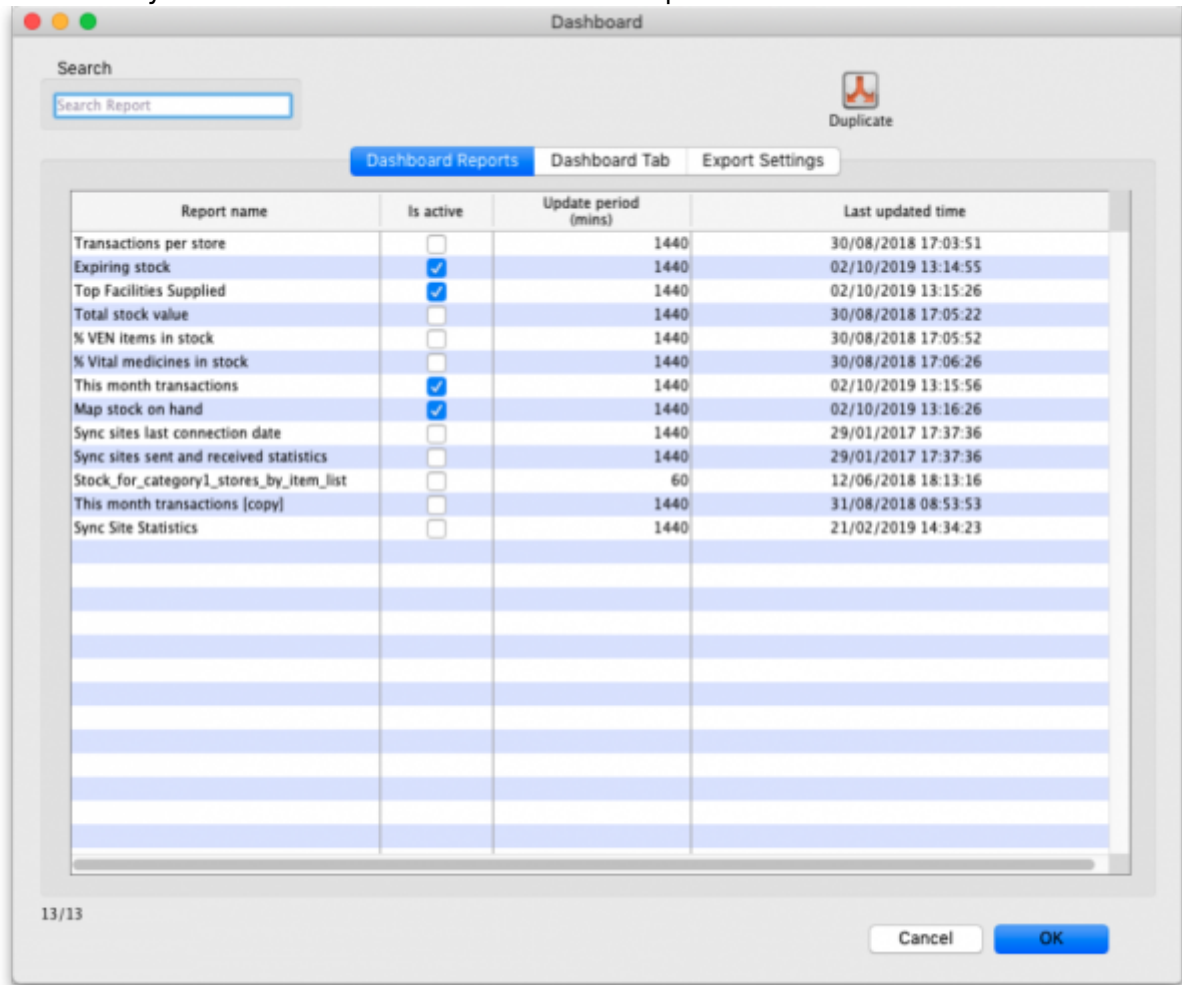 Dashboard
Search
Search Report
Duplicate
Dashboard Reports Dashboard Tab Export Settings
Report name Is active Update period (mins) Last updated time
Transactions per store 1440 30/08/2018 17:03:51
Expiring stock 1440 02/10/2019 13:14:55
Top Facilities Supplied 1440 02/10/2019 13:15:26
Total stock value 1440 30/08/2018 17:05:22
% VEN items in stock 1440 30/08/2018 17:05:52
% Vital medicines in stock 1440 30/08/2018 17:06:26
This month transactions 1440 02/10/2019 13:15:56
Map stock on hand 1440 02/10/2019 13:16:26
Sync sites last connection date 1440 29/01/2017 17:37:36
Sync sites sent and received statistics 1440 29/01/2017 17:37:36
Stock_for_category1_stores_by_item_list 60 12/06/2018 18:13:16
This month transactions [copy] 1440 31/08/2018 08:53:53
Sync Site Statistics 1440 21/02/2019 14:34:23
13/13
Cancel OK